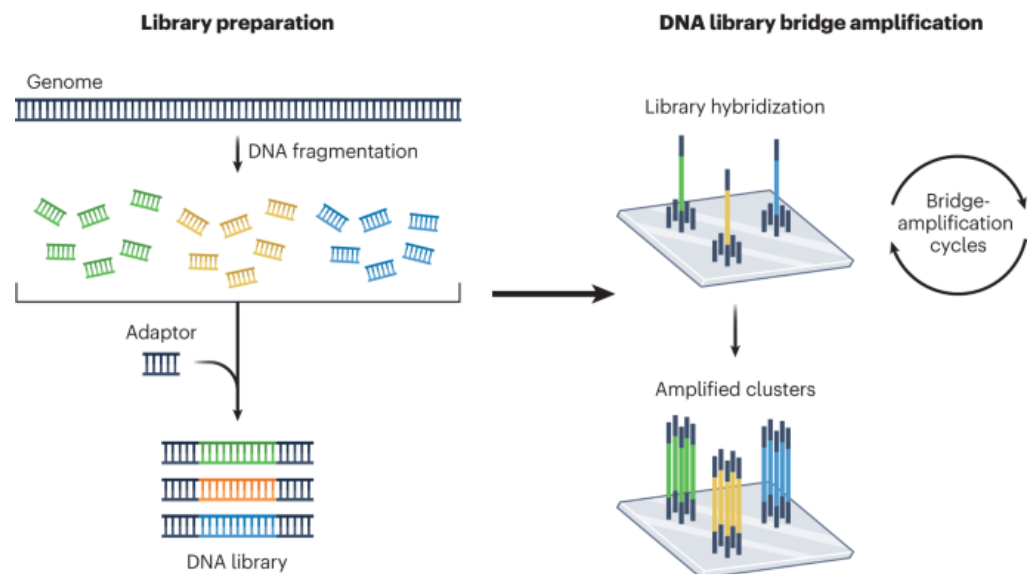 Library preparation
Genome
DNA fragmentation
Adaptor
DNA library
DNA library bridge amplification
Library hybridization
Bridge-
amplification
cycles
Amplified clusters